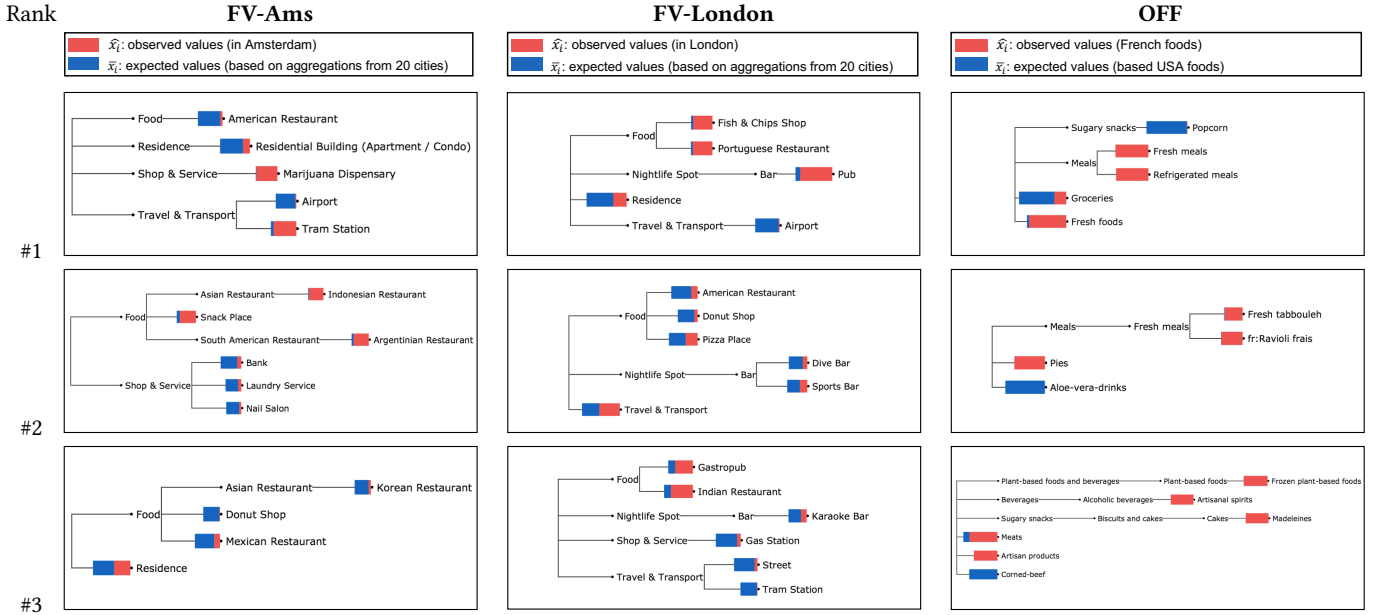 Rank
FV-Ams
FV-London
OFF
x̂ᵢ: observed values (in Amsterdam)
x̄ᵢ: expected values (based on aggregations from 20 cities)
x̂ᵢ: observed values (in London)
x̄ᵢ: expected values (based on aggregations from 20 cities)
x̂ᵢ: observed values (French foods)
x̄ᵢ: expected values (based USA foods)
#1
Food American Restaurant
Residence Residential Building (Apartment / Condo)
Shop & Service Marijuana Dispensary
Airport
Travel & Transport
Tram Station
Fish & Chips Shop
Food
Portuguese Restaurant
Nightlife Spot Bar Pub
Residence
Travel & Transport Airport
Sugary snacks Popcorn
Fresh meals
Meals
Refrigerated meals
Groceries
Fresh foods
#2
Asian Restaurant Indonesian Restaurant
Food Snack Place
South American Restaurant Argentinian Restaurant
Bank
Shop & Service Laundry Service
Nail Salon
American Restaurant
Food Donut Shop
Pizza Place
Dive Bar
Nightlife Spot Bar
Sports Bar
Travel & Transport
Fresh tabbouleh
Meals Fresh meals
fr:Ravioli frais
Pies
Aloe-vera-drinks
#3
Asian Restaurant Korean Restaurant
Food Donut Shop
Mexican Restaurant
Residence
Gastropub
Food
Indian Restaurant
Nightlife Spot Bar Karaoke Bar
Shop & Service Gas Station
Street
Travel & Transport
Tram Station
Plant-based foods and beverages Plant-based foods Frozen plant-based foods
Beverages Alcoholic beverages Artisanal spirits
Sugary snacks Biscuits and cakes Cakes Madeleines
Meats
Artisan products
Corned-beef